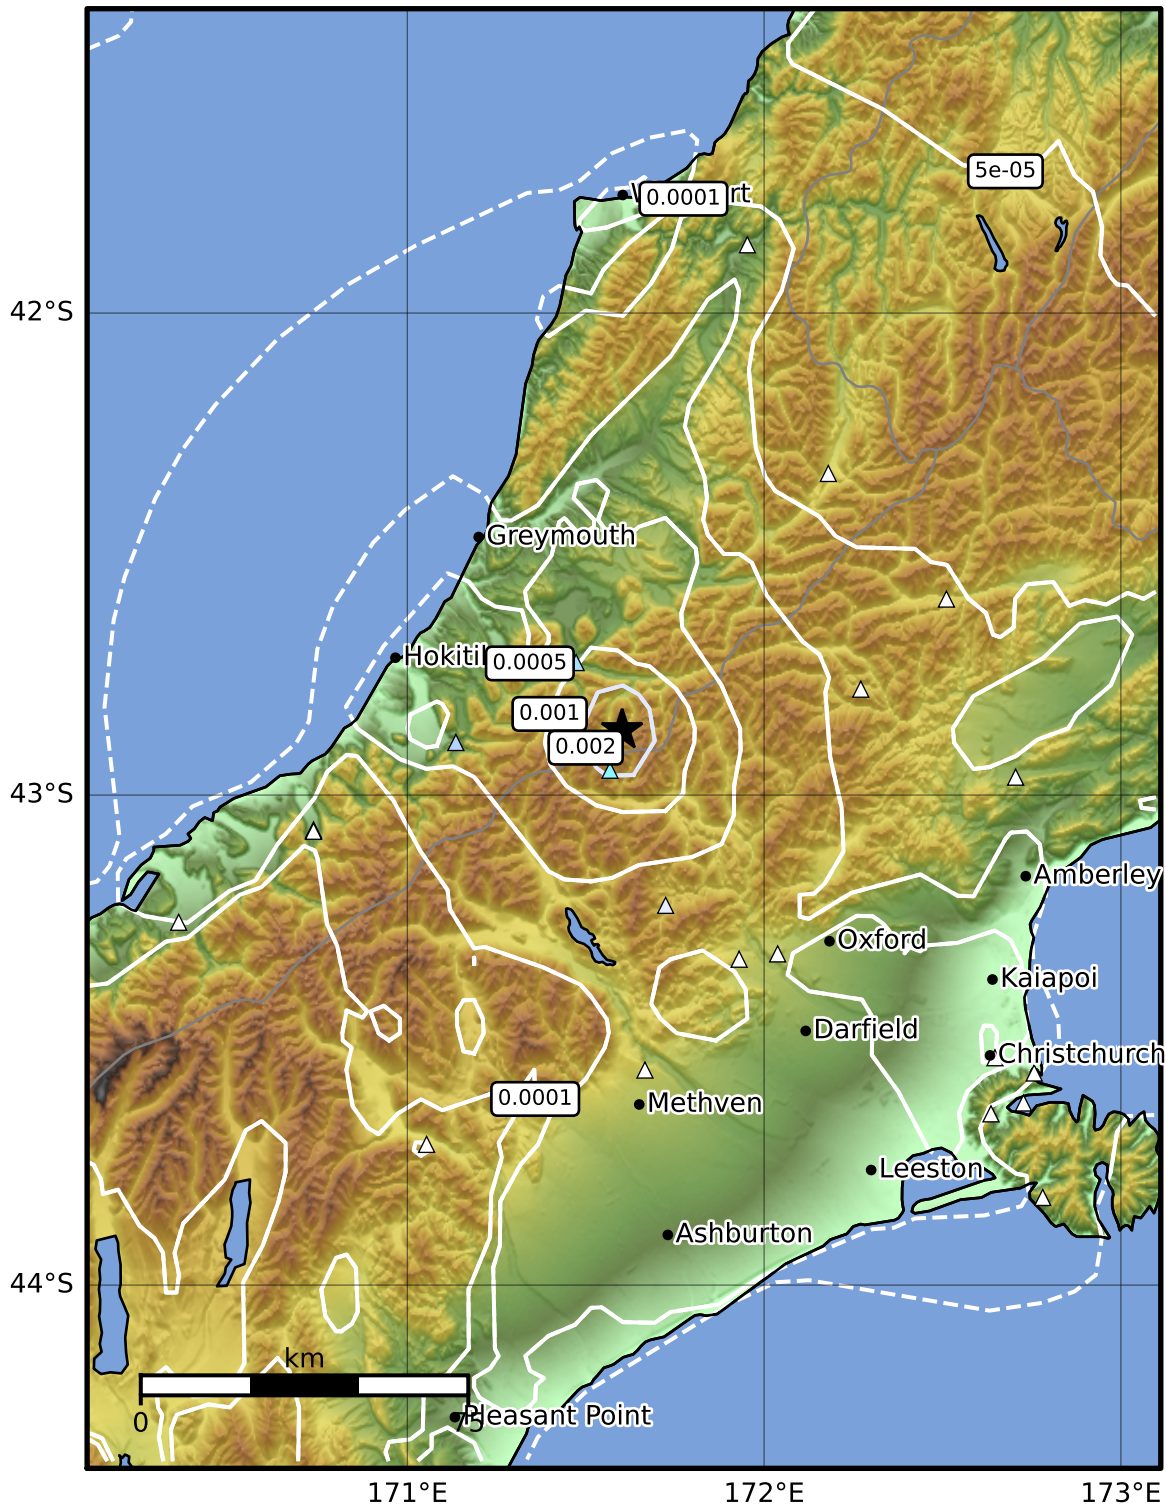 5e-05
0.0001
42°S
Greymouth
0.0005
0.001
0.002
43°S
Amberley
Oxford
Kaiapoi
Darfield
Christchurch
0.0001
Methven
Leeston
Ashburton
44°S
km
0
75
Pleasant Point
171°E
172°E
173°E